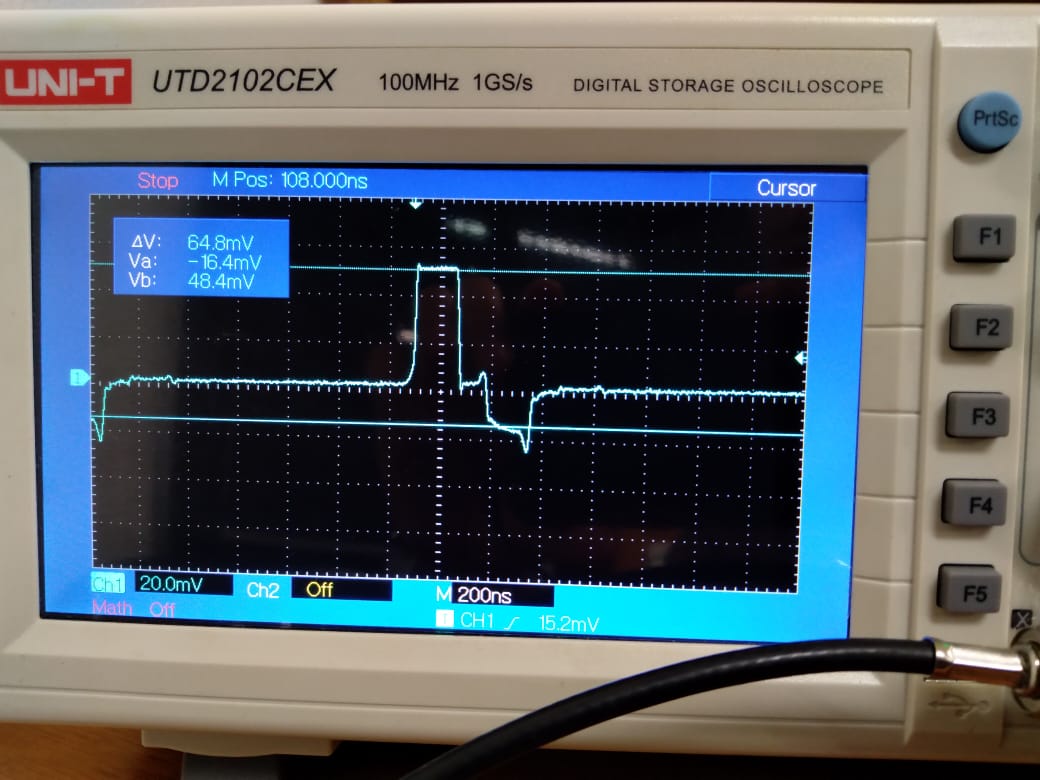 UNI-T UTD2102CEX 100MHz 1GS/s DIGITAL STORAGE OSCILLOSCOPE
PrtSc
Stop M Pos: 108.000ns Cursor
ΔV: 64.8mV
Va: -16.4mV
Vb: 48.4mV
F1
F2
F3
F4
F5
1
Ch1 20.0mV Ch2 Off M 200ns
Math Off CH1 15.2mV